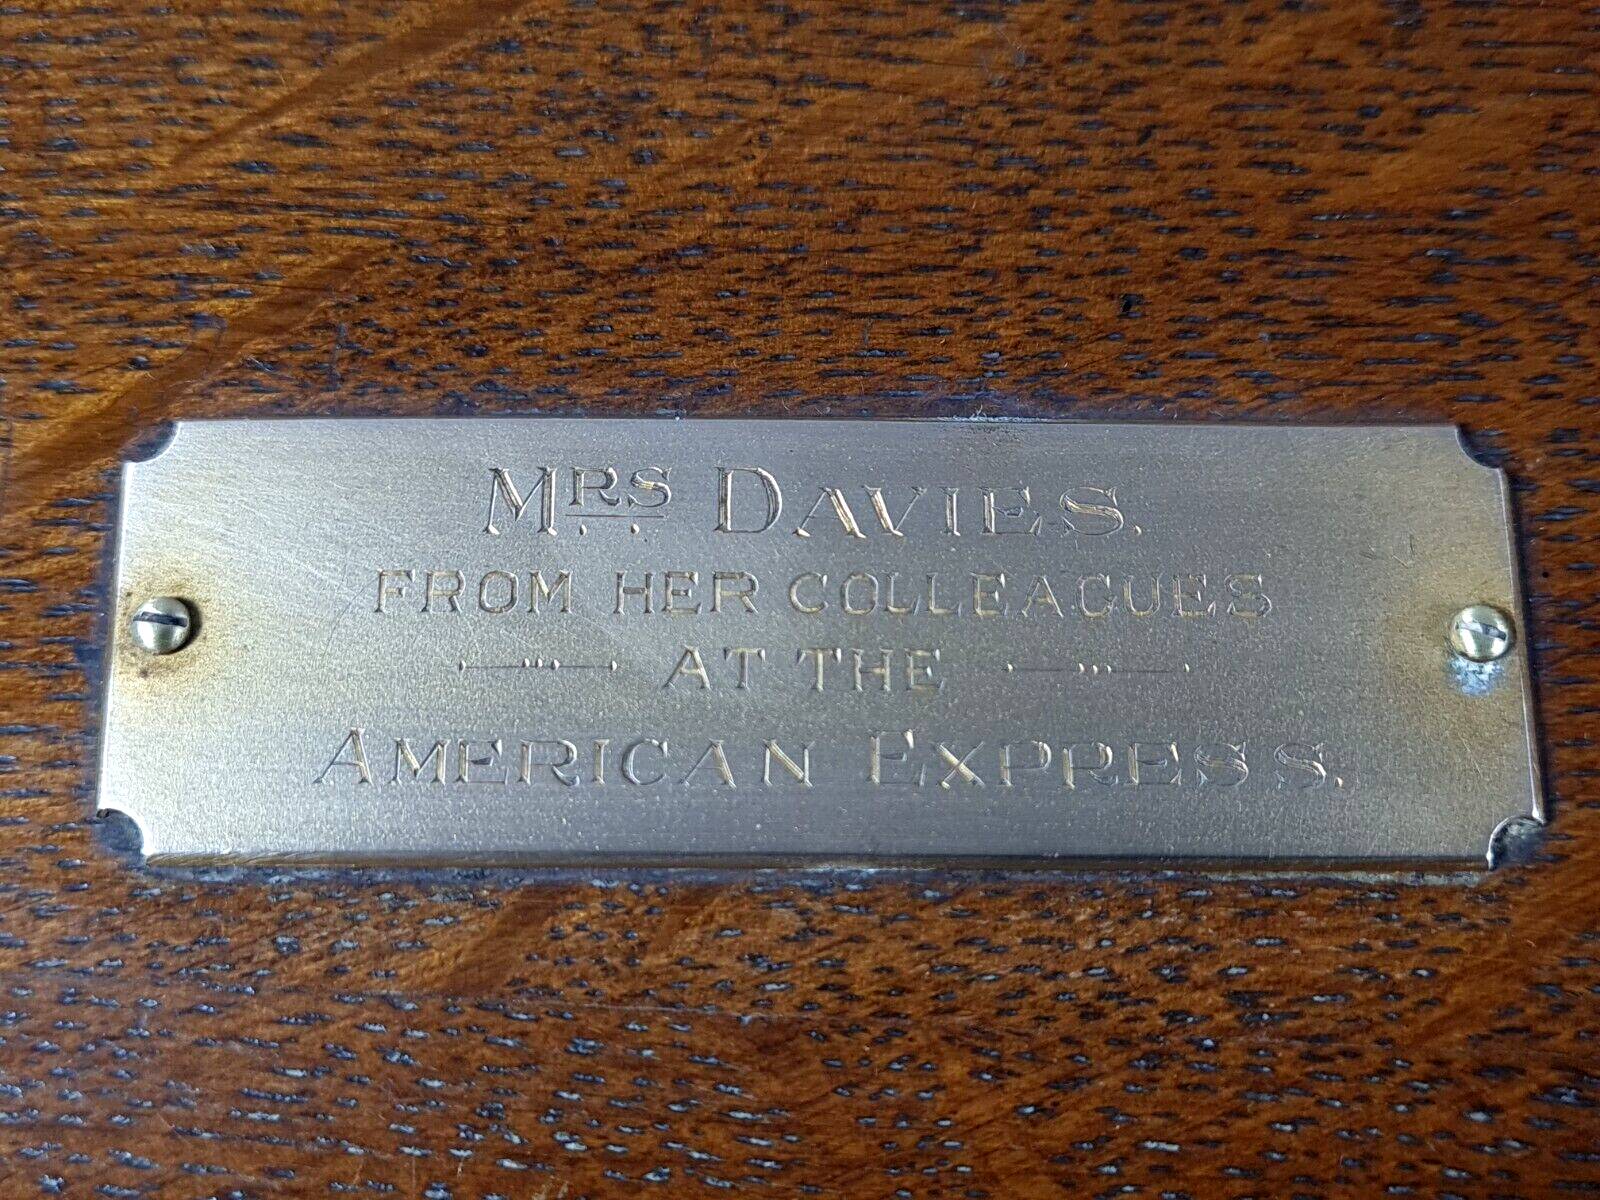 MRS DAVIES.
FROM HER COLLEAGUES
AT THE
AMERICAN EXPRESS.